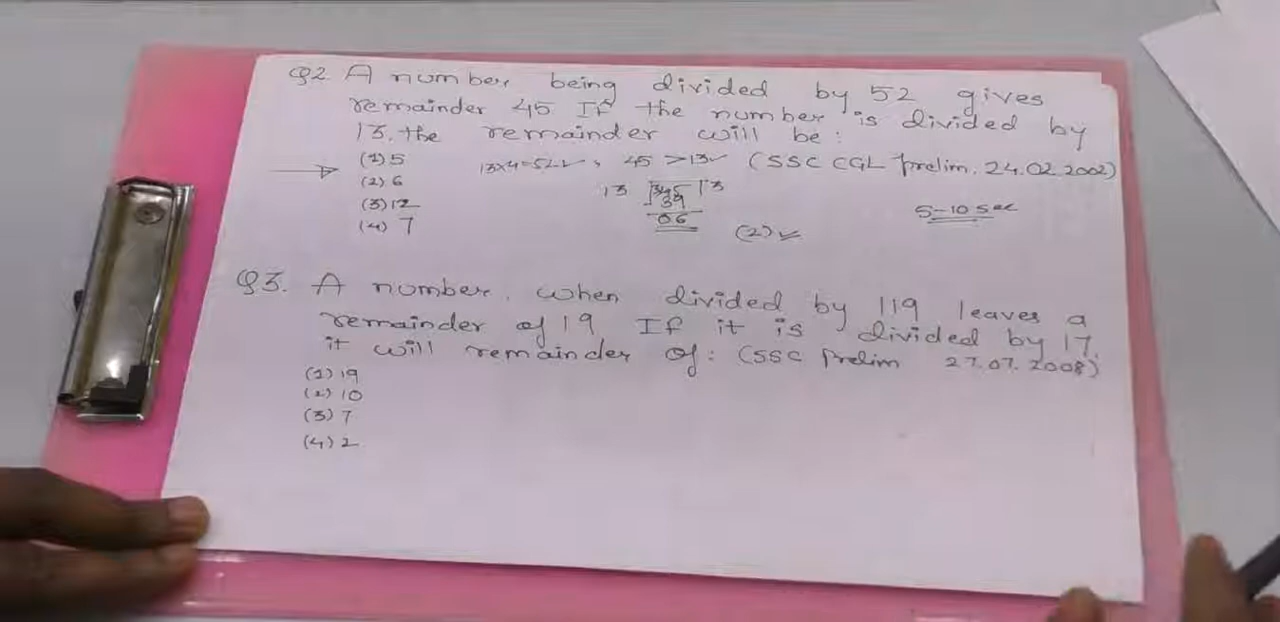 Q2 A number being divided by 52 gives
remainder 45 If the number is divided by
13. the remainder will be:
(1) 5
13x4=52✓, 45 >13✓ (SSC CGL prelim. 24.02.2002)
(2) 6
13 345 13
(3) 12
39
5-10 sec
(4) 7
06
(2)✓
Q3. A number, when divided by 119 leaves a
remainder of 19 If it is divided by 17,
it will remainder of: (SSC prelim 27.07.2008)
(1) 19
(2) 10
(3) 7
(4) 2